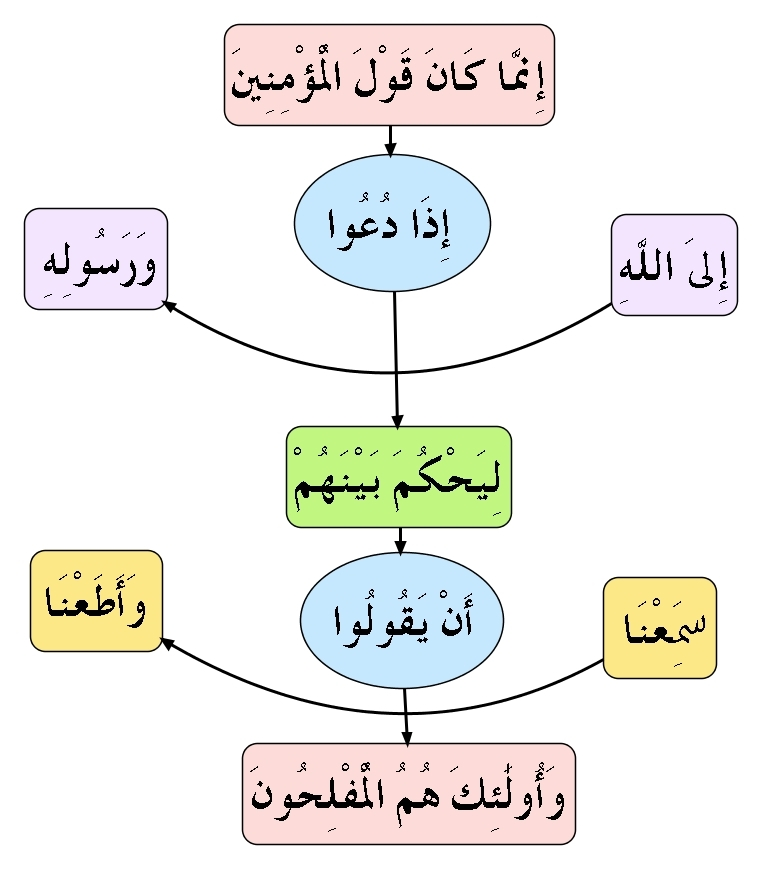 إِنَّمَا كَانَ قَوْلَ الْمُؤْمِنِينَ
إِذَا دُعُوا
إِلَى اللَّهِ
وَرَسُولِهِ
لِيَحْكُمَ بَيْنَهُمْ
أَنْ يَقُولُوا
سَمِعْنَا
وَأَطَعْنَا
وَأُولَٰئِكَ هُمُ الْمُفْلِحُونَ